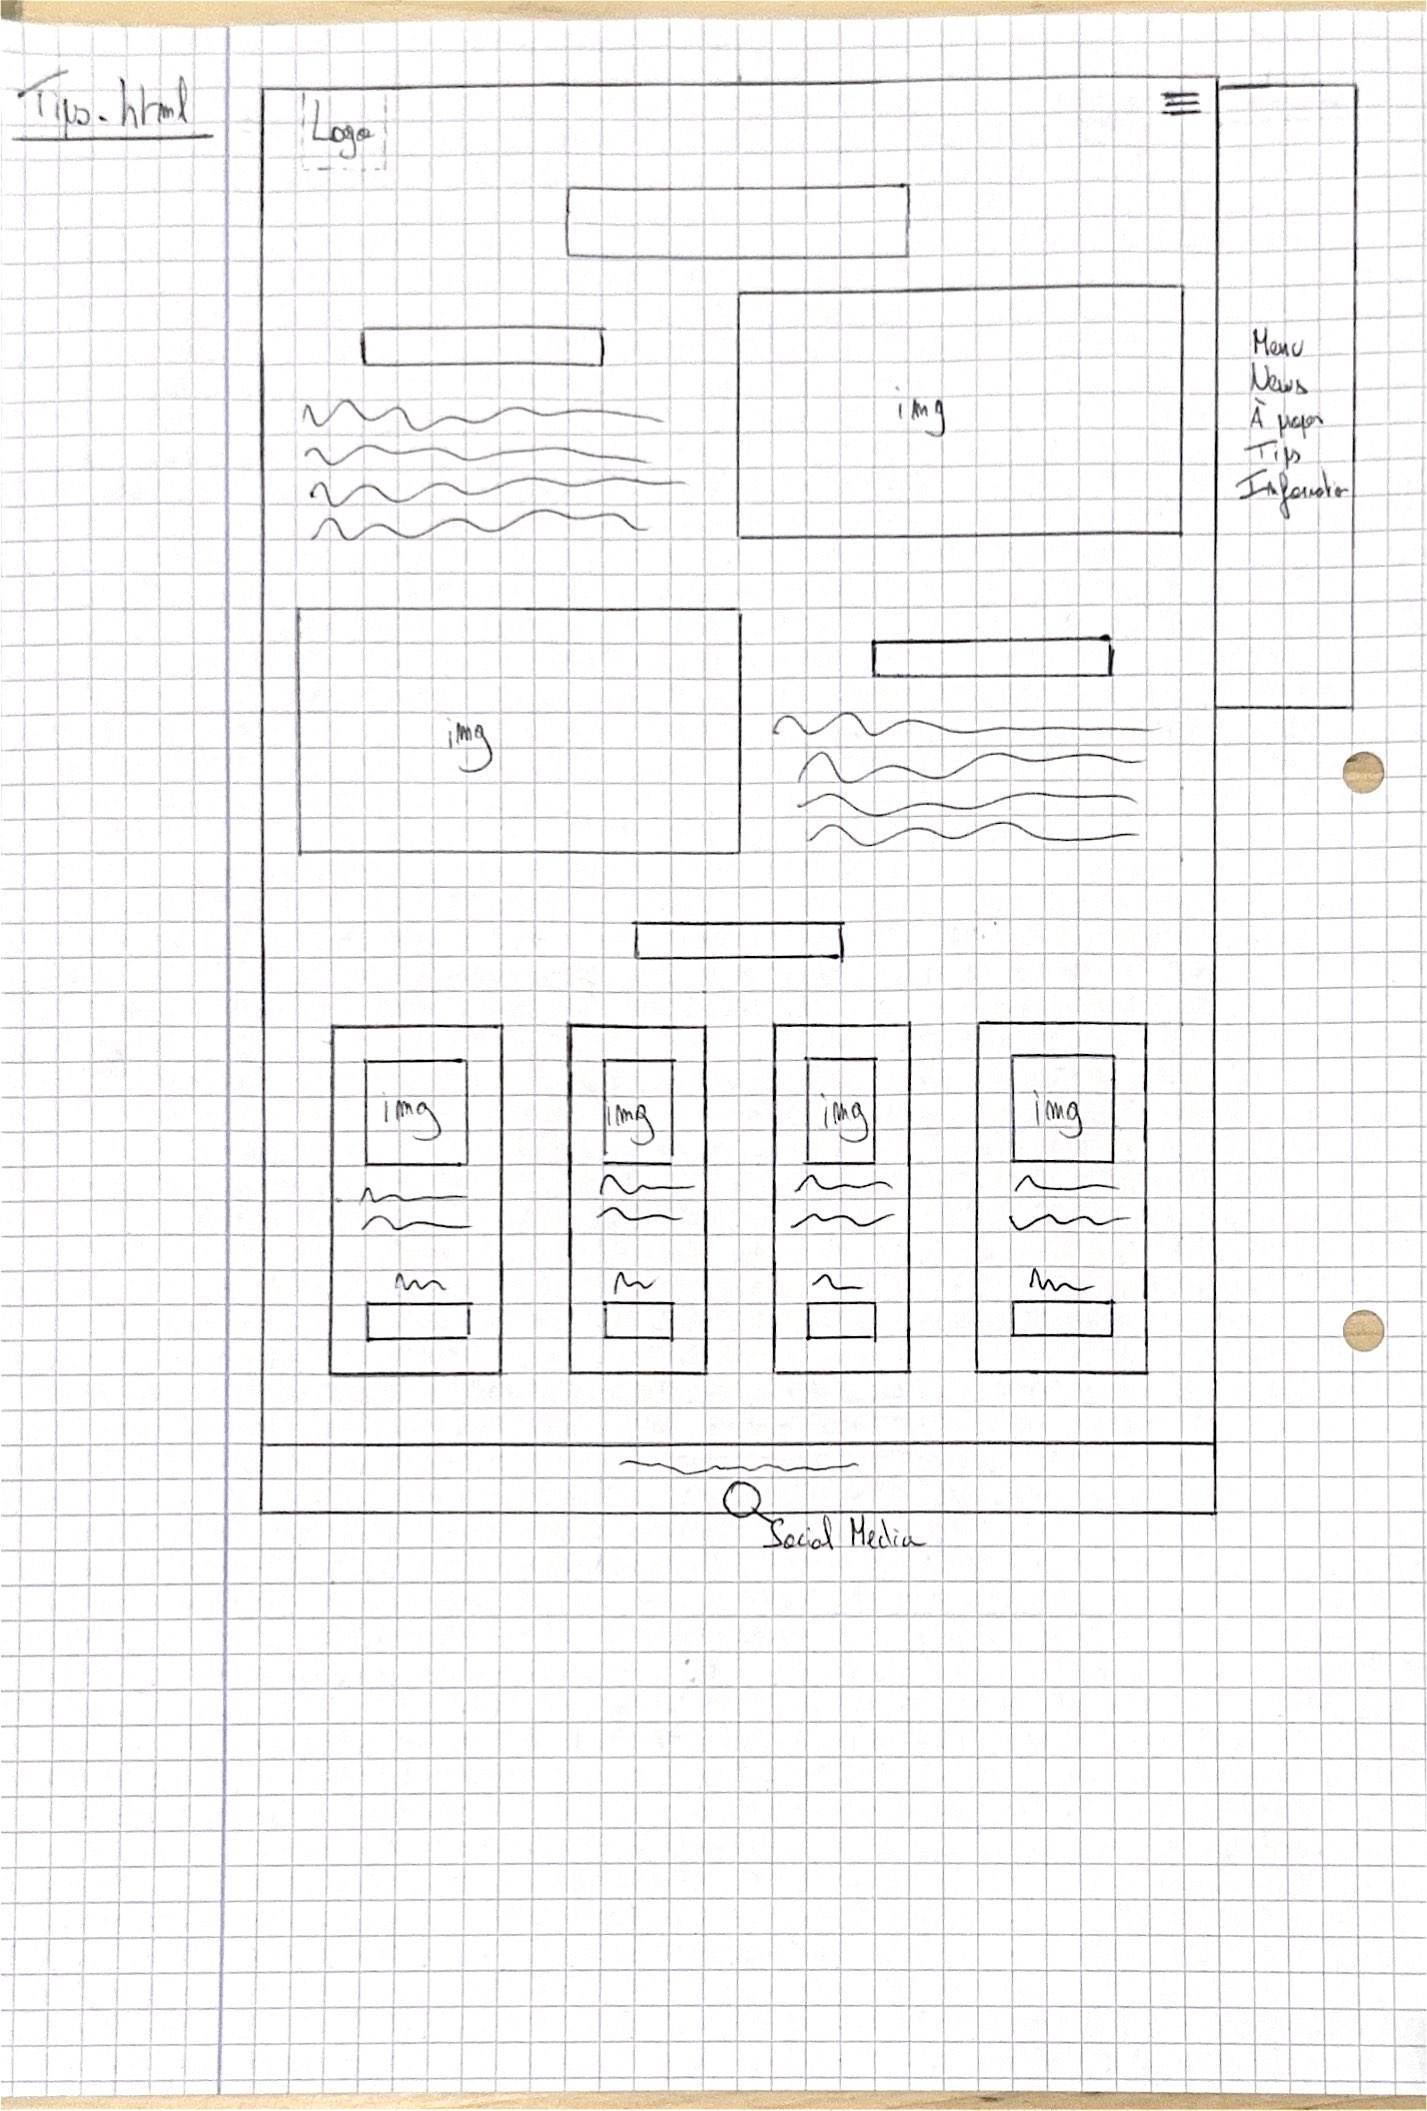 Tips.html
Logo
img
Menu
News
À propos
Tips
Information
img
img
img
img
img
Social Media